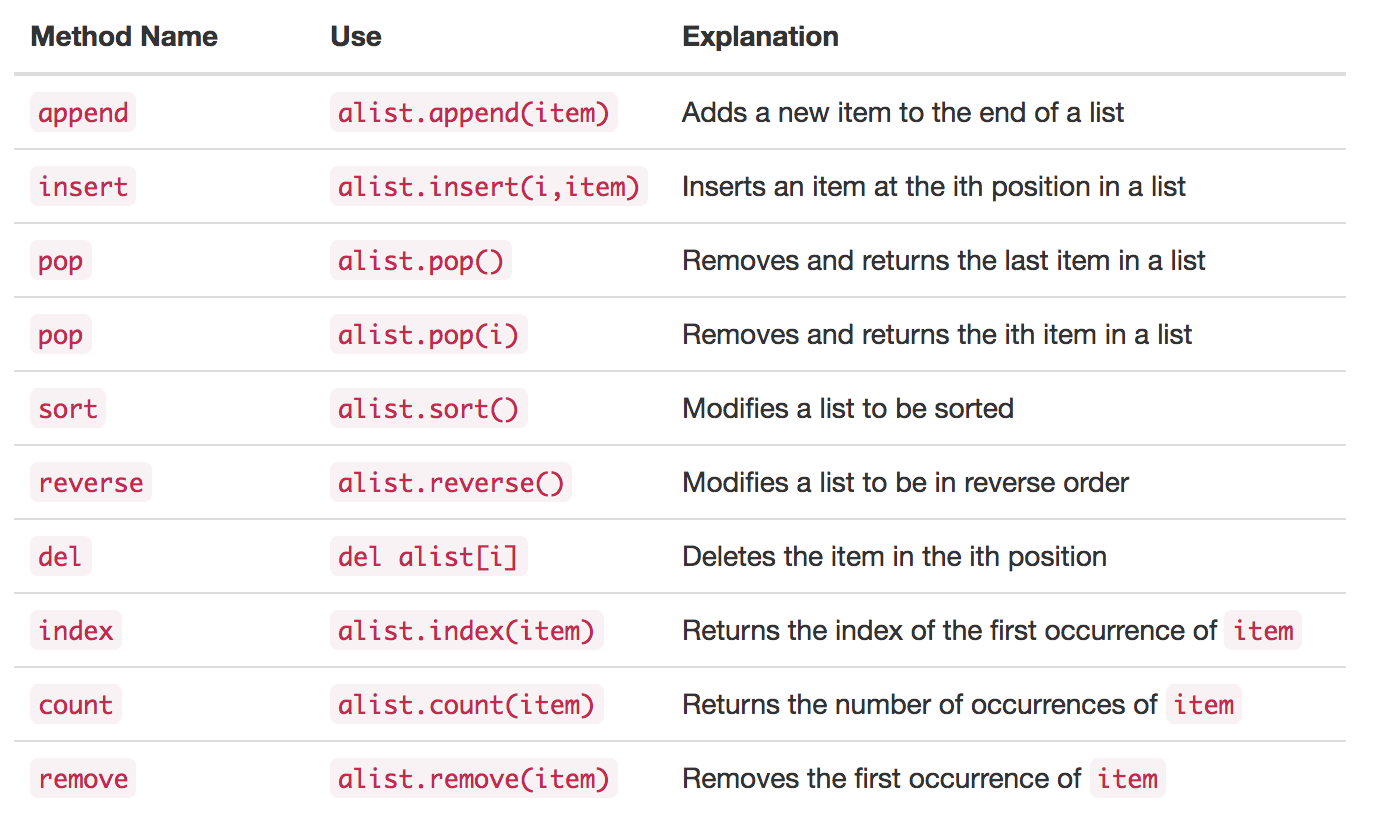 Method Name Use Explanation
append alist.append(item) Adds a new item to the end of a list
insert alist.insert(i,item) Inserts an item at the ith position in a list
pop alist.pop() Removes and returns the last item in a list
pop alist.pop(i) Removes and returns the ith item in a list
sort alist.sort() Modifies a list to be sorted
reverse alist.reverse() Modifies a list to be in reverse order
del del alist[i] Deletes the item in the ith position
index alist.index(item) Returns the index of the first occurrence of item
count alist.count(item) Returns the number of occurrences of item
remove alist.remove(item) Removes the first occurrence of item